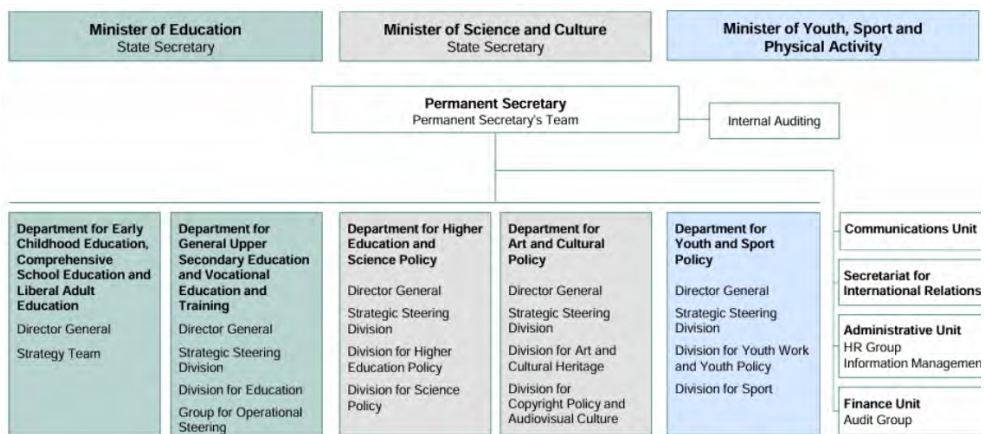 Minister of Education
State Secretary
Minister of Science and Culture
State Secretary
Minister of Youth, Sport and
Physical Activity
Permanent Secretary
Permanent Secretary's Team
Internal Auditing
Department for Early
Childhood Education,
Comprehensive
School Education and
Liberal Adult
Education
Director General
Strategy Team
Department for
General Upper
Secondary Education
and Vocational
Education and
Training
Director General
Strategic Steering
Division
Division for Education
Group for Operational
Steering
Department for Higher
Education and
Science Policy
Director General
Strategic Steering
Division
Division for Higher
Education Policy
Division for Science
Policy
Department for
Art and Cultural
Policy
Director General
Strategic Steering
Division
Division for Art and
Cultural Heritage
Division for
Copyright Policy and
Audiovisual Culture
Department for
Youth and Sport
Policy
Director General
Strategic Steering
Division
Division for Youth Work
and Youth Policy
Division for Sport
Communications Unit
Secretariat for
International Relations
Administrative Unit
HR Group
Information Management
Finance Unit
Audit Group